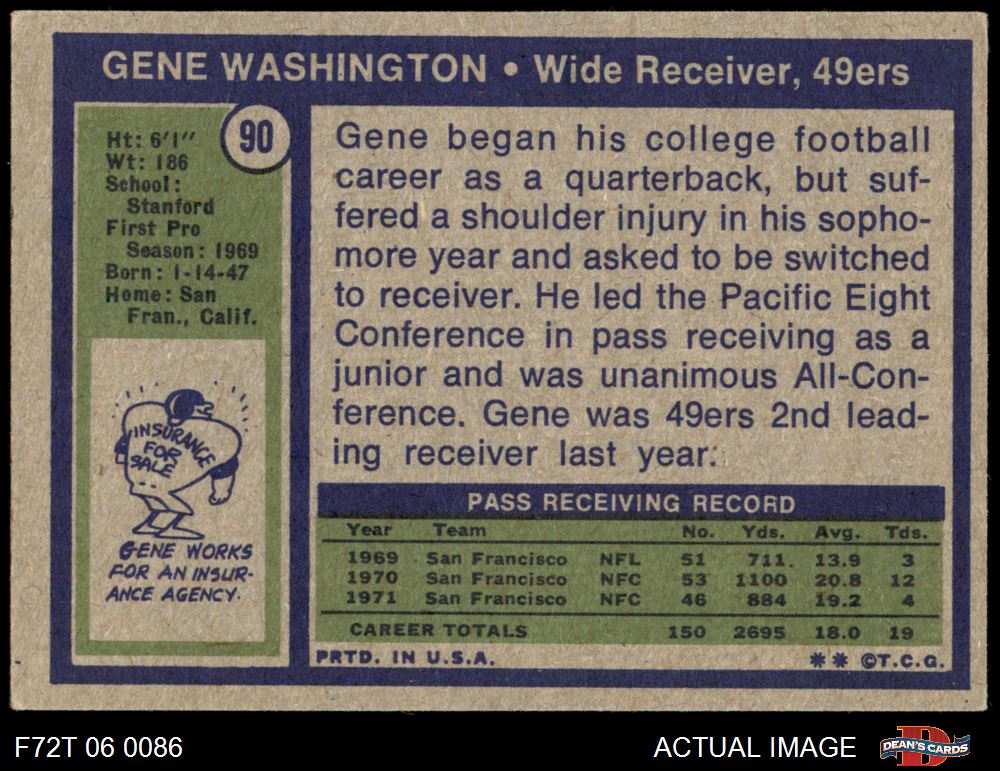 GENE WASHINGTON • Wide Receiver, 49ers
90
Ht: 6'1"
Wt: 186
School:
Stanford
First Pro
Season: 1969
Born: 1-14-47
Home: San
Fran., Calif.
INSURANCE
FOR
SALE
GENE WORKS
FOR AN INSUR-
ANCE AGENCY.
Gene began his college football
career as a quarterback, but suf-
fered a shoulder injury in his sopho-
more year and asked to be switched
to receiver. He led the Pacific Eight
Conference in pass receiving as a
junior and was unanimous All-Con-
ference. Gene was 49ers 2nd lead-
ing receiver last year.
PASS RECEIVING RECORD
Year Team No. Yds. Avg. Tds.
1969 San Francisco NFL 51 711 13.9 3
1970 San Francisco NFC 53 1100 20.8 12
1971 San Francisco NFC 46 884 19.2 4
CAREER TOTALS 150 2695 18.0 19
PRTD. IN U.S.A. ** ©T.C.G.
F72T 06 0086 ACTUAL IMAGE DEAN'S CARDS